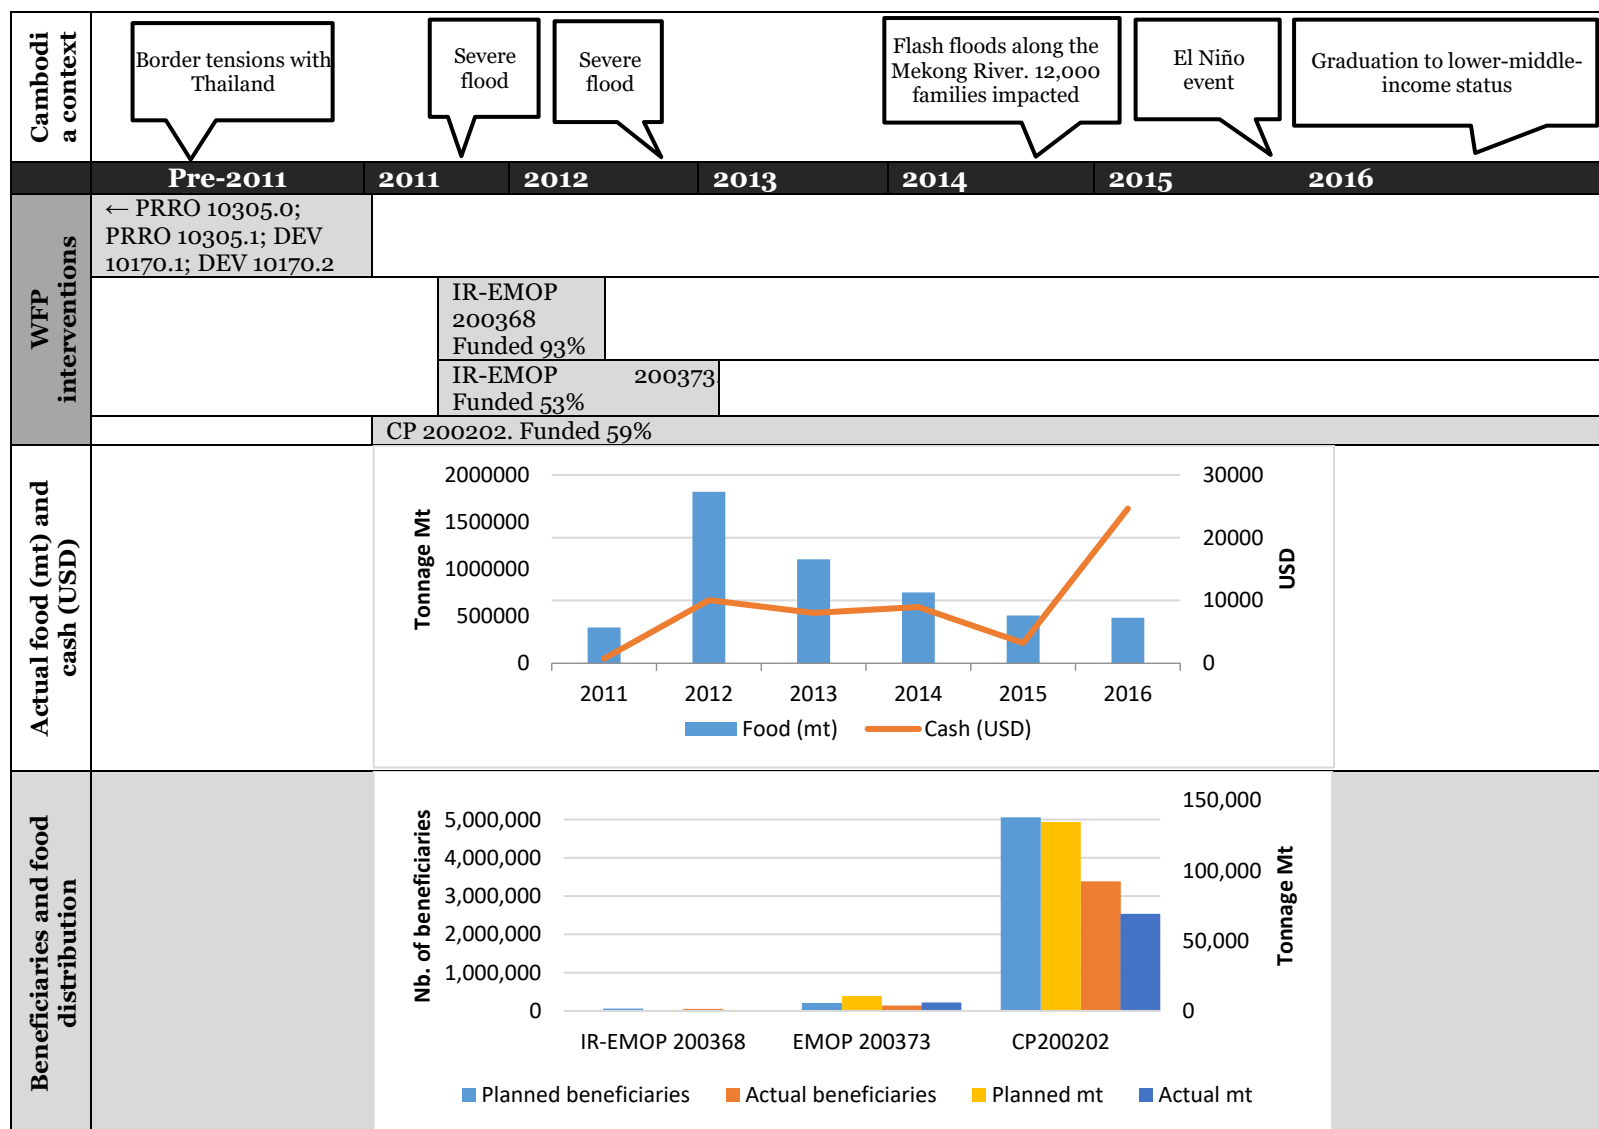 Cambodi
a context
Border tensions with
Thailand
Severe
flood
Severe
flood
Flash floods along the
Mekong River. 12,000
families impacted
El Niño
event
Graduation to lower-middle-
income status
Pre-2011 2011 2012 2013 2014 2015 2016
WFP
interventions
← PRRO 10305.0;
PRRO 10305.1; DEV
10170.1; DEV 10170.2
IR-EMOP
200368
Funded 93%
IR-EMOP 200373.
Funded 53%
CP 200202. Funded 59%
Actual food (mt) and
cash (USD)
Tonnage Mt
2000000
1500000
1000000
500000
0
30000
20000
10000
0
USD
2011 2012 2013 2014 2015 2016
Food (mt) Cash (USD)
Beneficiaries and food
distribution
Nb. of beneficiaries
5,000,000
4,000,000
3,000,000
2,000,000
1,000,000
0
150,000
100,000
50,000
0
Tonnage Mt
IR-EMOP 200368 EMOP 200373 CP200202
Planned beneficiaries Actual beneficiaries Planned mt Actual mt